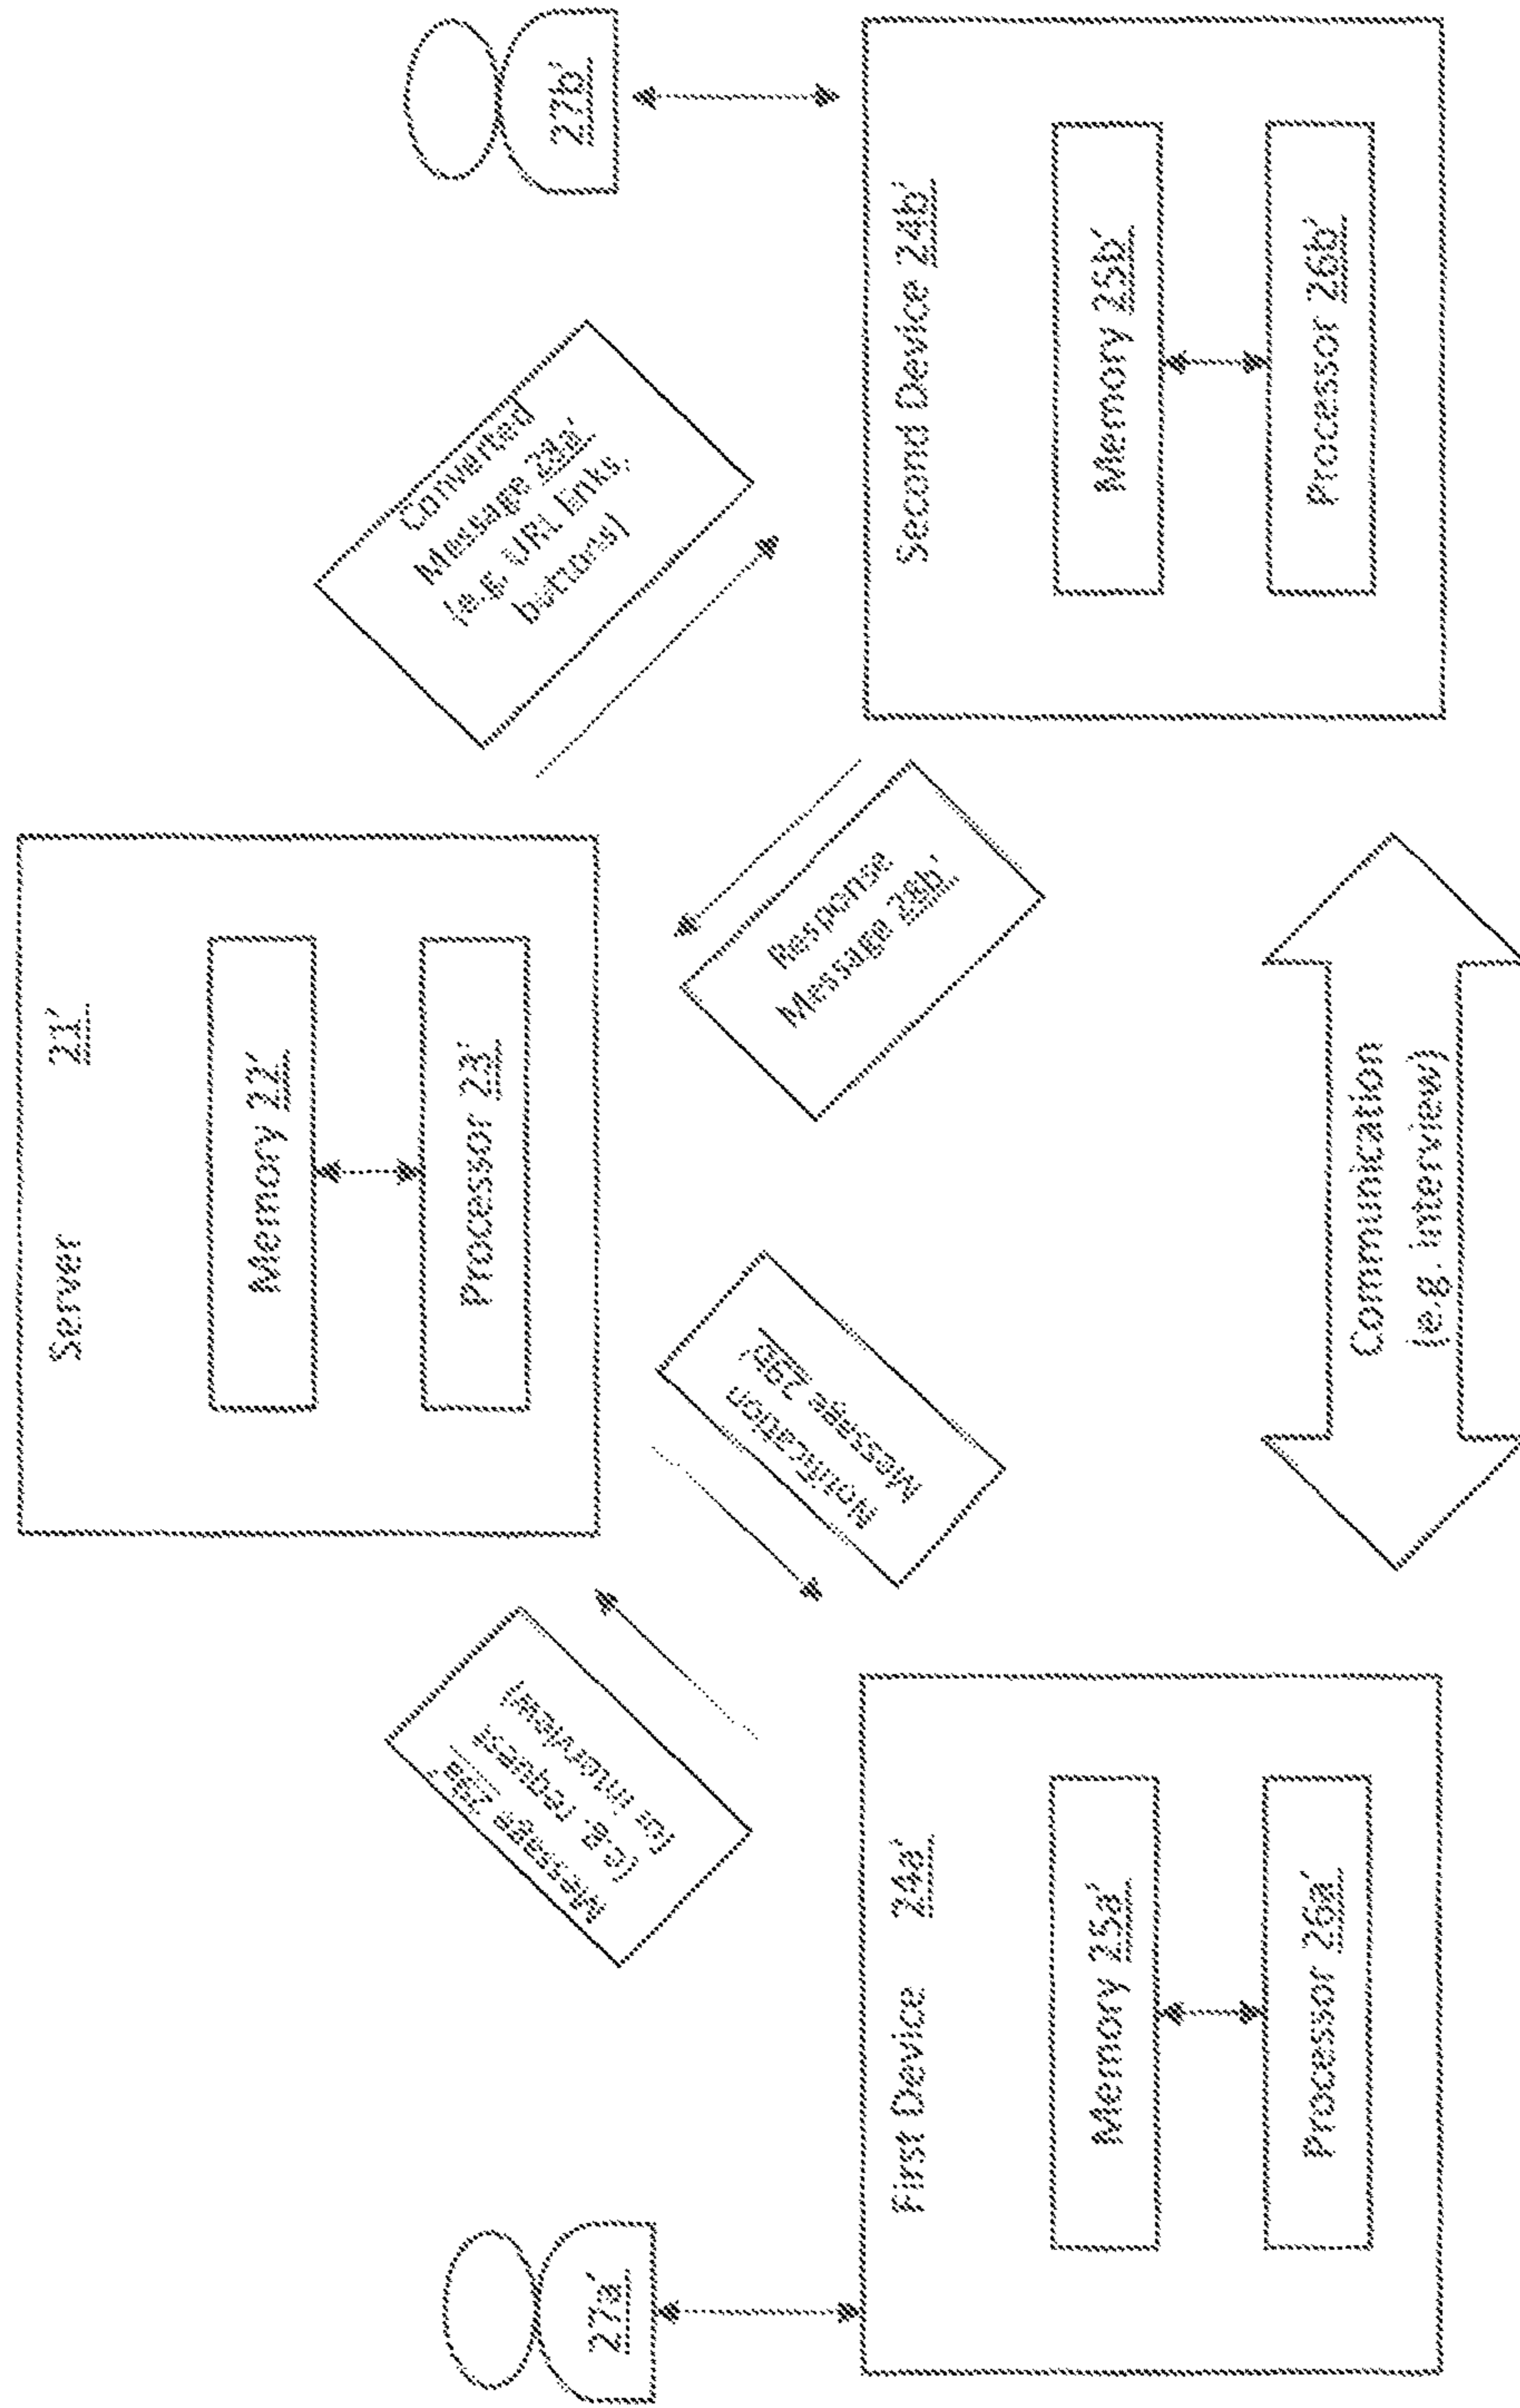 Server 21'
Memory 22'
Processor 23'
27a'
27b'
Message 29a'
(e.g. request
for interview)
Converted
Message 28a'
(e.g. URL links,
buttons)
Notification
Message 29b'
Response
Message 28b'
First Device 24a'
Memory 25a'
Processor 26a'
Second Device 24b'
Memory 25b'
Processor 26b'
Communication
(e.g. interview)